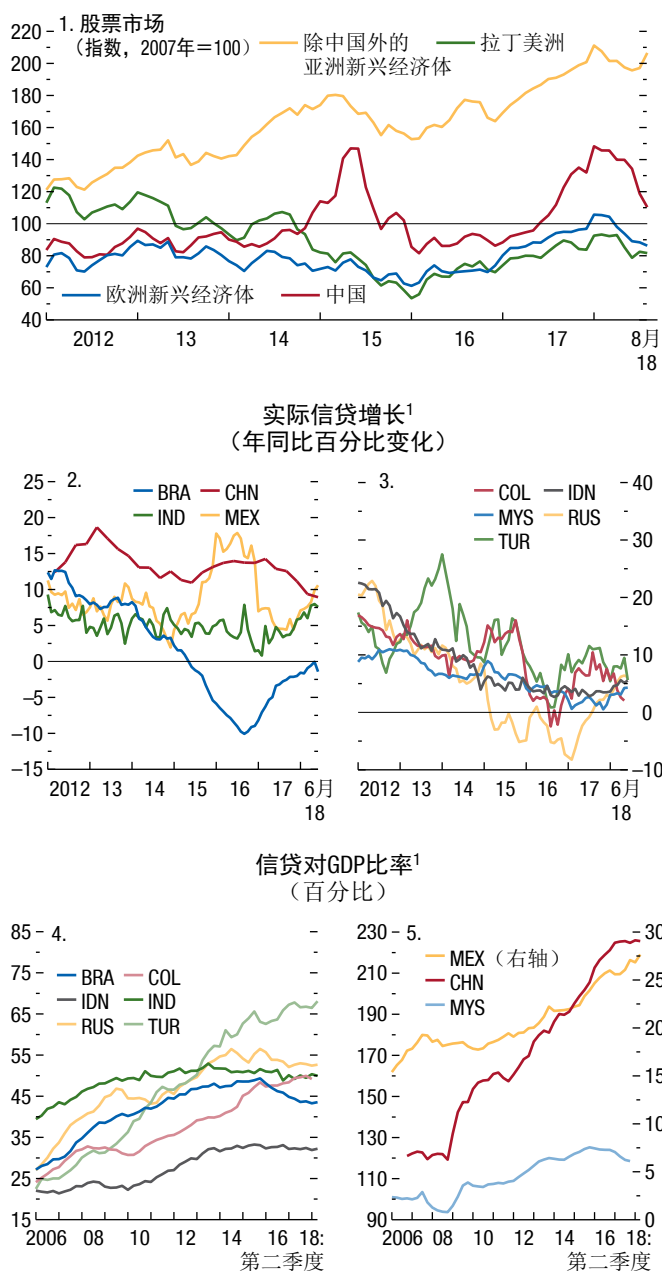 1. 股票市场
(指数，2007年＝100)
除中国外的
亚洲新兴经济体
拉丁美洲
220
200
180
160
140
120
100
80
60
40
欧洲新兴经济体
中国
2012 13 14 15 16 17 8月
18
实际信贷增长1
(年同比百分比变化)
2.
BRA CHN
IND MEX
25
20
15
10
5
0
–5
–10
–15
2012 13 14 15 16 17 6月
18
3.
COL IDN
MYS RUS
TUR
40
30
20
10
0
–10
2012 13 14 15 16 17 6月
18
信贷对GDP比率1
（百分比）
4.
BRA COL
IDN IND
RUS TUR
85
75
65
55
45
35
25
15
2006 08 10 12 14 16 18:
第二季度
5.
MEX（右轴）
CHN
MYS
230
210
190
170
150
130
110
90
30
25
20
15
10
5
0
2006 08 10 12 14 16 18:
第二季度